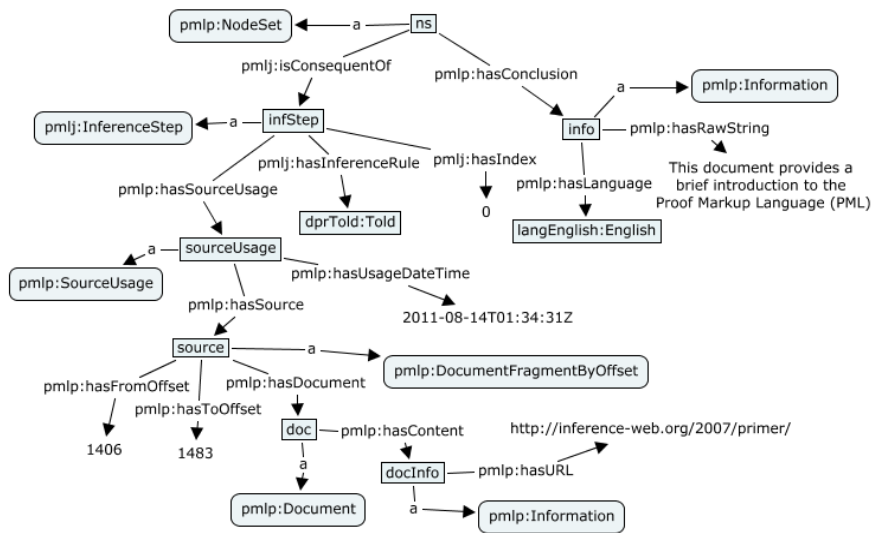 pmlp:NodeSet
a
ns
pmlj:isConsequentOf
pmlp:hasConclusion
a
pmlp:Information
pmlj:InferenceStep
a
infStep
info
pmlp:hasRawString
pmlj:hasInferenceRule
pmlj:hasIndex
This document provides a
brief introduction to the
Proof Markup Language (PML)
pmlp:hasSourceUsage
pmlp:hasLanguage
dprTold:Told
0
langEnglish:English
a
sourceUsage
pmlp:SourceUsage
pmlp:hasUsageDateTime
pmlp:hasSource
2011-08-14T01:34:31Z
source
a
pmlp:DocumentFragmentByOffset
pmlp:hasFromOffset
pmlp:hasDocument
pmlp:hasToOffset
1406
1483
doc
pmlp:hasContent
http://inference-web.org/2007/primer/
a
docInfo
pmlp:hasURL
pmlp:Document
a
pmlp:Information